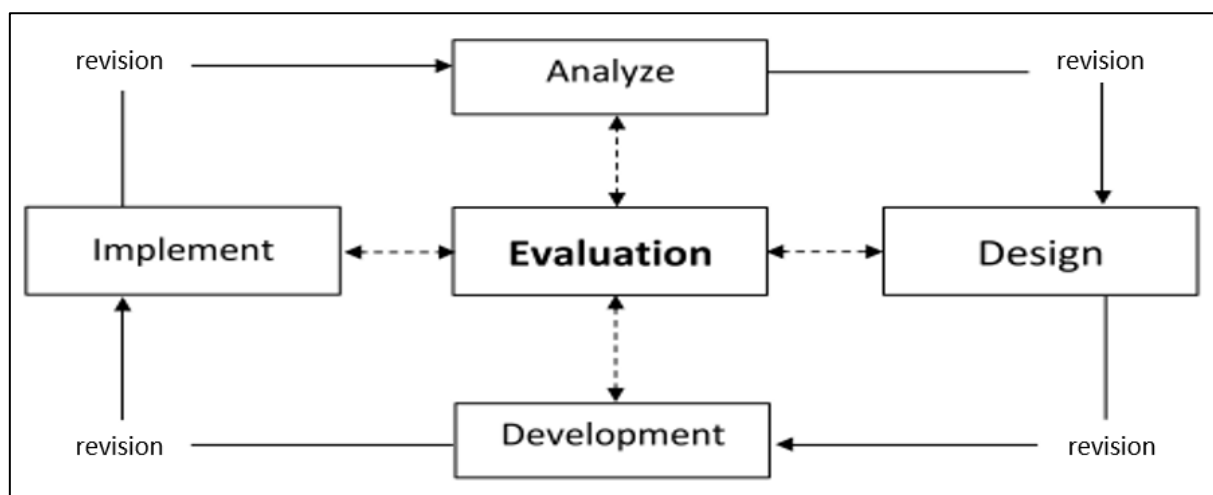 revision
Analyze
revision
Implement
Evaluation
Design
revision
Development
revision